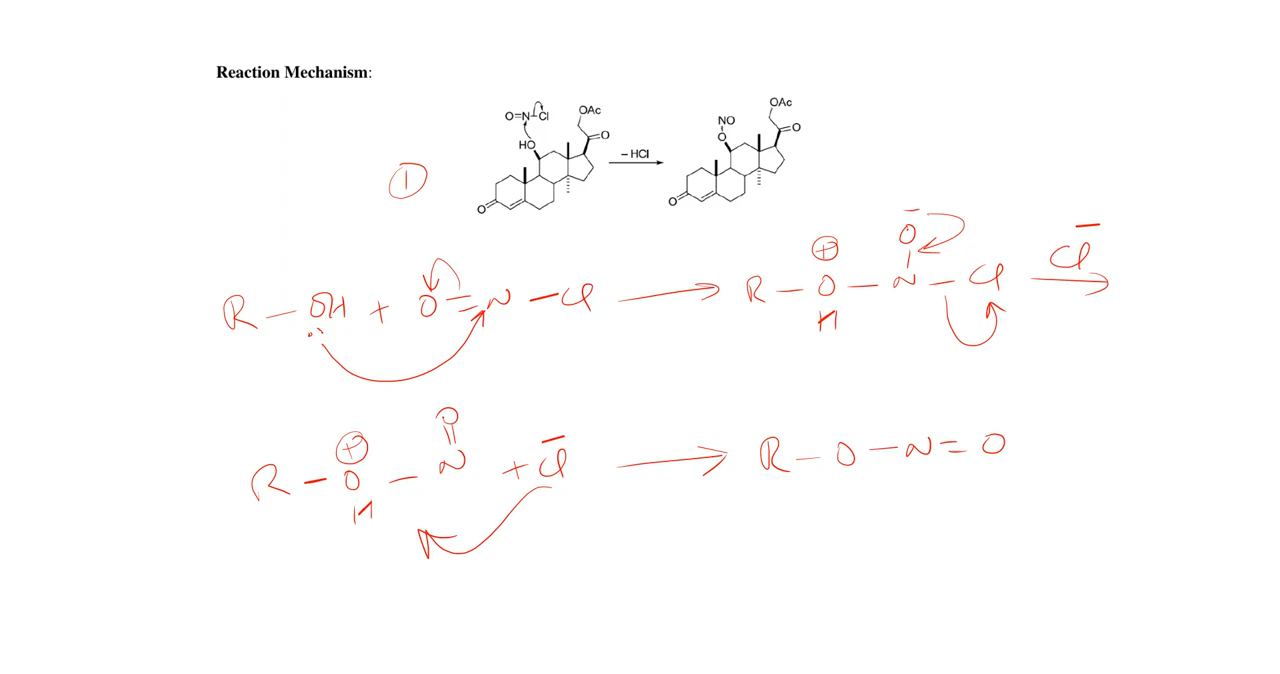 Reaction Mechanism:
O=N Cl
HO
OAc
O
O
– HCl
NO
O
OAc
O
O
1
R — OH + O = N — Cl → R — O⊕ — N — Cl → Cl⁻
H
O⁻
R — O⊕ — N + Cl⁻ → R — O — N = O
O
H